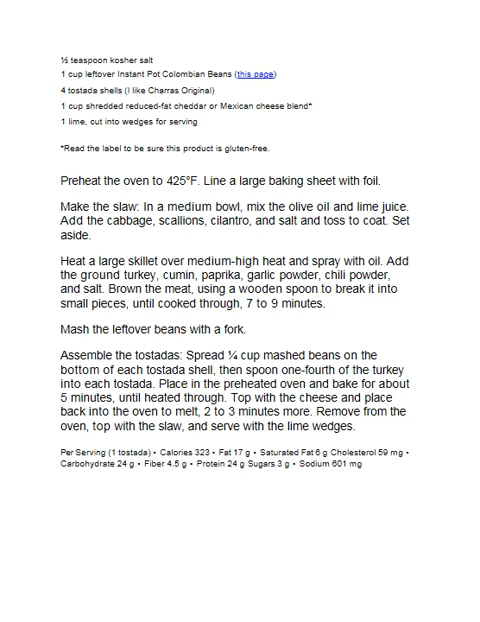 ½ teaspoon kosher salt
1 cup leftover Instant Pot Colombian Beans (this page)
4 tostada shells (I like Charras Original)
1 cup shredded reduced-fat cheddar or Mexican cheese blend*
1 lime, cut into wedges for serving
*Read the label to be sure this product is gluten-free.
Preheat the oven to 425°F. Line a large baking sheet with foil.
Make the slaw: In a medium bowl, mix the olive oil and lime juice.
Add the cabbage, scallions, cilantro, and salt and toss to coat. Set
aside.
Heat a large skillet over medium-high heat and spray with oil. Add
the ground turkey, cumin, paprika, garlic powder, chili powder,
and salt. Brown the meat, using a wooden spoon to break it into
small pieces, until cooked through, 7 to 9 minutes.
Mash the leftover beans with a fork.
Assemble the tostadas: Spread ¼ cup mashed beans on the
bottom of each tostada shell, then spoon one-fourth of the turkey
into each tostada. Place in the preheated oven and bake for about
5 minutes, until heated through. Top with the cheese and place
back into the oven to melt, 2 to 3 minutes more. Remove from the
oven, top with the slaw, and serve with the lime wedges.
Per Serving (1 tostada) • Calories 323 • Fat 17 g • Saturated Fat 6 g Cholesterol 59 mg •
Carbohydrate 24 g • Fiber 4.5 g • Protein 24 g Sugars 3 g • Sodium 601 mg